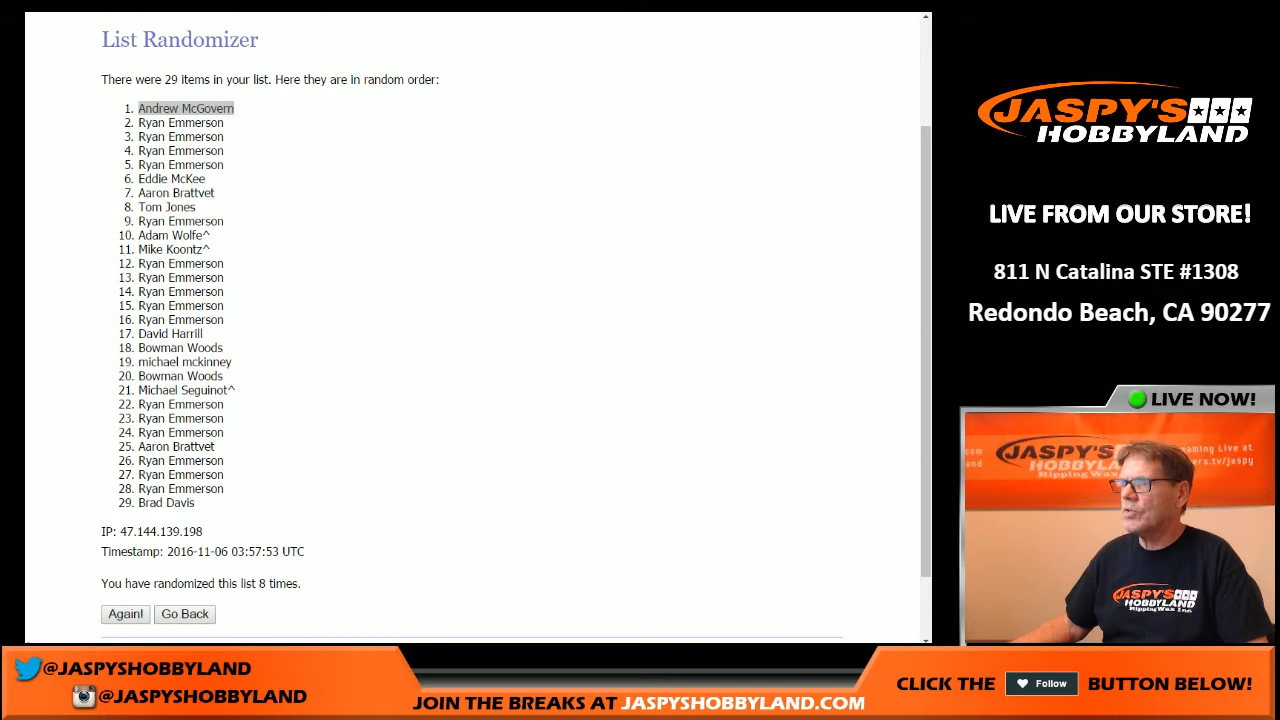 List Randomizer
There were 29 items in your list. Here they are in random order:
1. Andrew McGovern
2. Ryan Emmerson
3. Ryan Emmerson
4. Ryan Emmerson
5. Ryan Emmerson
6. Eddie McKee
7. Aaron Brattvet
8. Tom Jones
9. Ryan Emmerson
10. Adam Wolfe^
11. Mike Koontz^
12. Ryan Emmerson
13. Ryan Emmerson
14. Ryan Emmerson
15. Ryan Emmerson
16. Ryan Emmerson
17. David Harrill
18. Bowman Woods
19. michael mckinney
20. Bowman Woods
21. Michael Seguinot^
22. Ryan Emmerson
23. Ryan Emmerson
24. Ryan Emmerson
25. Aaron Brattvet
26. Ryan Emmerson
27. Ryan Emmerson
28. Ryan Emmerson
29. Brad Davis
IP: 47.144.139.198
Timestamp: 2016-11-06 03:57:53 UTC
You have randomized this list 8 times.
Again! Go Back
JASPY'S
HOBBYLAND
LIVE FROM OUR STORE!
811 N Catalina STE #1308
Redondo Beach, CA 90277
LIVE NOW!
JASPY'S
HOBBYLAND
Ripping Wax
JASPY'S
HOBBYLAND
Ripping Wax Inc.
@JASPYSHOBBYLAND
@JASPYSHOBBYLAND
JOIN THE BREAKS AT JASPYSHOBBYLAND.COM
CLICK THE Follow BUTTON BELOW!